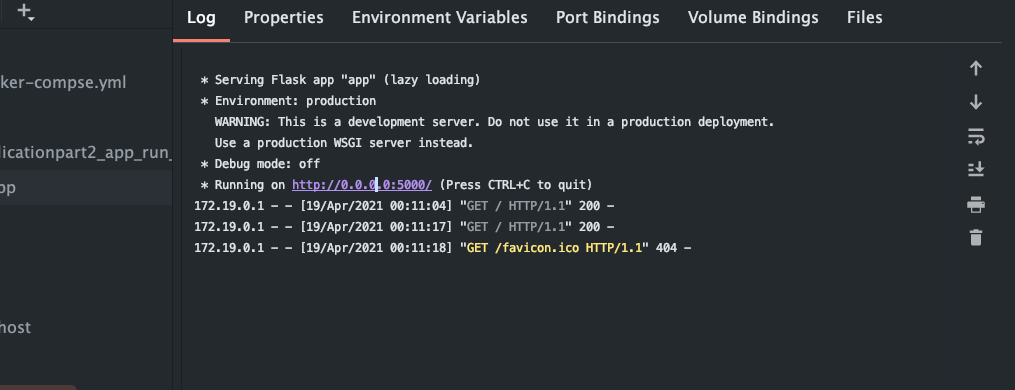 Log Properties Environment Variables Port Bindings Volume Bindings Files
ker-compse.yml
licationpart2_app_run_
pp
host
* Serving Flask app "app" (lazy loading)
* Environment: production
WARNING: This is a development server. Do not use it in a production deployment.
Use a production WSGI server instead.
* Debug mode: off
* Running on http://0.0.0.0:5000/ (Press CTRL+C to quit)
172.19.0.1 - - [19/Apr/2021 00:11:04] "GET / HTTP/1.1" 200 -
172.19.0.1 - - [19/Apr/2021 00:11:17] "GET / HTTP/1.1" 200 -
172.19.0.1 - - [19/Apr/2021 00:11:18] "GET /favicon.ico HTTP/1.1" 404 -